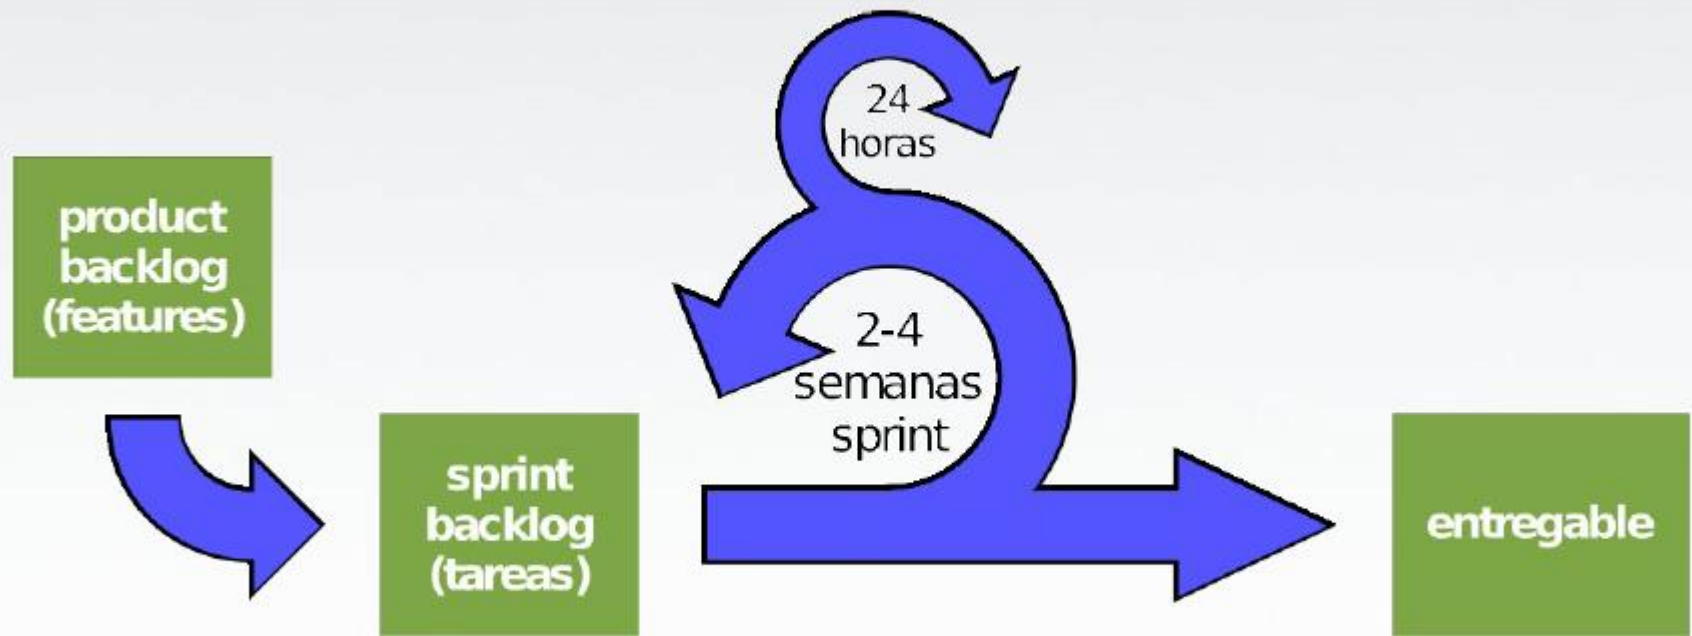 product
backlog
(features)
sprint
backlog
(tareas)
24
horas
2-4
semanas
sprint
entregable